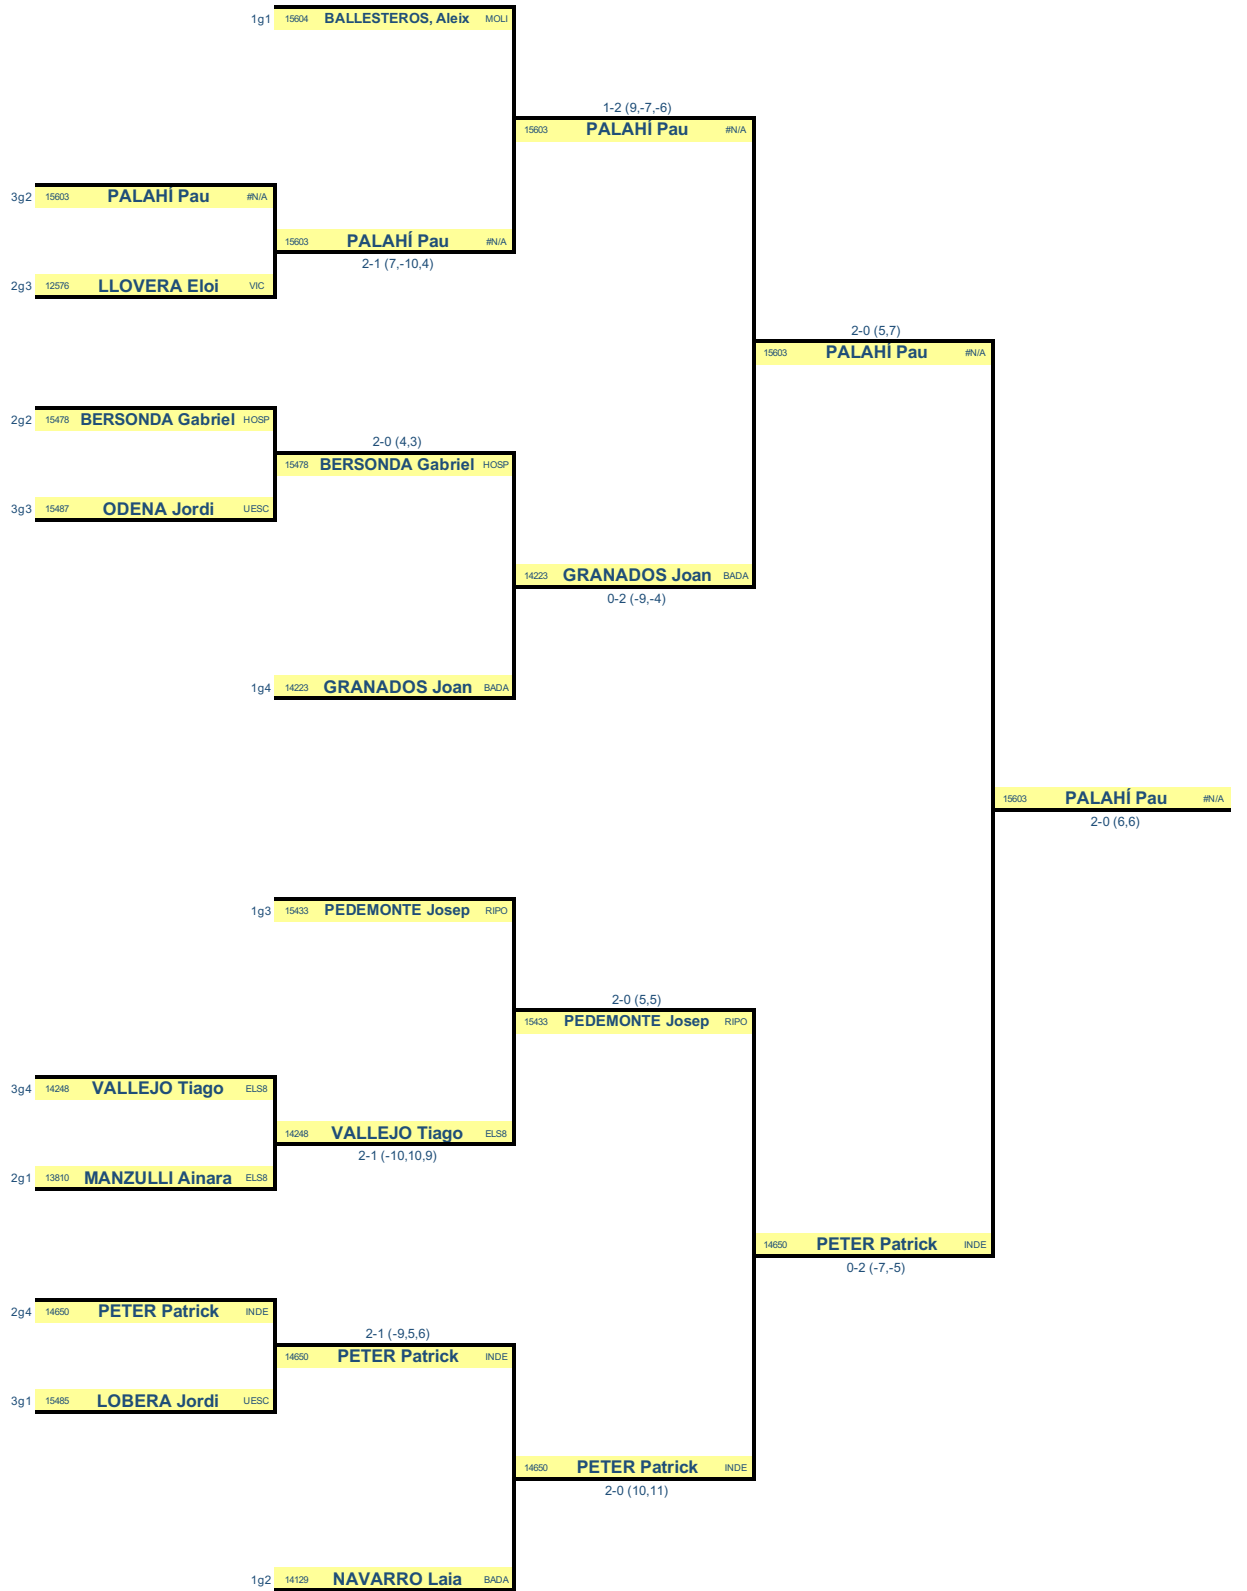 1g1 15604 BALLESTEROS, Aleix MOLI
1-2 (9,-7,-6)
15603 PALAHÍ Pau #N/A
3g2 15603 PALAHÍ Pau #N/A
15603 PALAHÍ Pau #N/A
2-1 (7,-10,4)
2g3 12576 LLOVERA Eloi VIC
2-0 (5,7)
15603 PALAHÍ Pau #N/A
2g2 15478 BERSONDA Gabriel HOSP
2-0 (4,3)
15478 BERSONDA Gabriel HOSP
3g3 15487 ODENA Jordi UESC
14223 GRANADOS Joan BADA
0-2 (-9,-4)
1g4 14223 GRANADOS Joan BADA
15603 PALAHÍ Pau #N/A
2-0 (6,6)
1g3 15433 PEDEMONTE Josep RIPO
2-0 (5,5)
15433 PEDEMONTE Josep RIPO
3g4 14248 VALLEJO Tiago ELS8
14248 VALLEJO Tiago ELS8
2-1 (-10,10,9)
2g1 13810 MANZULLI Ainara ELS8
14650 PETER Patrick INDE
0-2 (-7,-5)
2g4 14650 PETER Patrick INDE
2-1 (-9,5,6)
14650 PETER Patrick INDE
3g1 15485 LOBERA Jordi UESC
14650 PETER Patrick INDE
2-0 (10,11)
1g2 14129 NAVARRO Laia BADA